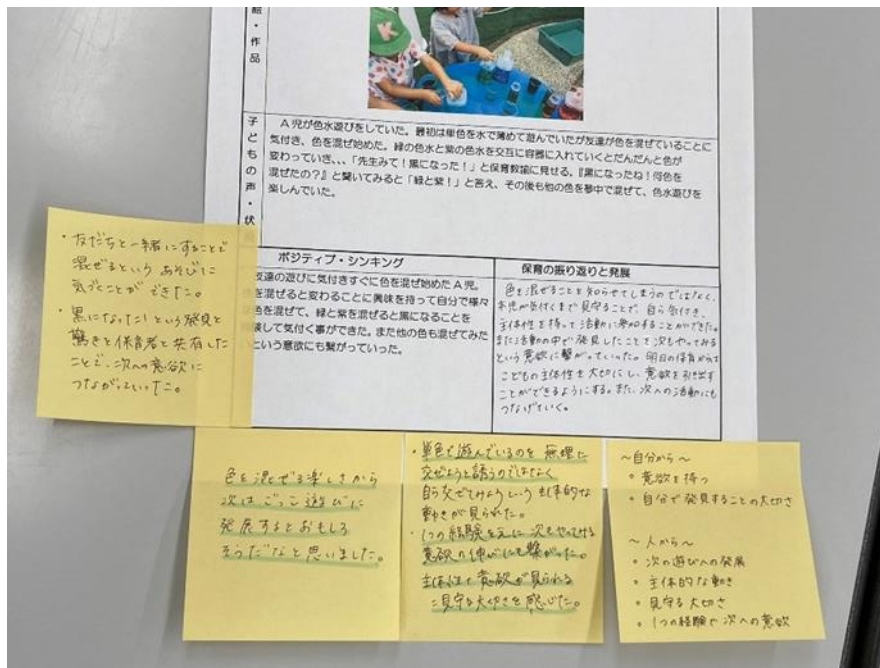 絵・作品
子どもの声・状
A児が色水遊びをしていた。最初は単色を水で薄めて遊んでいたが友達が色を混ぜていることに
気付き、色を混ぜ始めた。緑の色水と紫の色水を交互に容器に入れていくとだんだんと色が
変わっていき、、、「先生みて！黒になった！」と保育教諭に見せる、『黒になったね！何色を
混ぜたの？』と聞いてみると「緑と紫！」と答え、その後も他の色を夢中で混ぜて、色水遊びを
楽しんでいた。
ポジティブ・シンキング
友達の遊びに気付きすぐに色を混ぜ始めたA児。
を混ぜると変わることに興味を持って自分で様々
色を混ぜて、緑と紫を混ぜると黒になることを
して気付く事ができた。また他の色も混ぜてみた
という意欲にも繋がっていった。
保育の振り返りと発展
色を混ぜることを知らせてしまうのではなく、
本児が気付くまで見守ることで、自ら気付き、
主体性を持って活動に参加することができた。
また活動の中で発見したことを次もやってみる
という意欲に繋がっていった。明日の保育からは
こどもの主体性を大切にし、意欲を引き出す
ことができるようにする。また、次への活動にも
つなげていく。
・友だちと一緒にすることで
混ぜるという あそびに
気づくことが できた。
・黒になった！という発見と
驚きを保育者と共有した
ことで、次への意欲に
つながっていった。
色を混ぜる楽しさから
次はごっこ遊びに
発展するとおもしろ
そうだなと思いました。
・単色で遊んでいるのを 無理に
交ぜようと誘うのではなく
自ら交ぜてみようという 主体的な
動きが見られた。
・1つの経験を元に 次もやってみる
意欲の伸びにも繋がった。
主体性や意欲が見られる
見守る大切さを感じた。
～自分から～
・意欲を持つ
・自分で発見することの大切さ
～人から～
・次の遊びへの発展
・主体的な動き
・見守る大切さ
・1つの経験で次への意欲